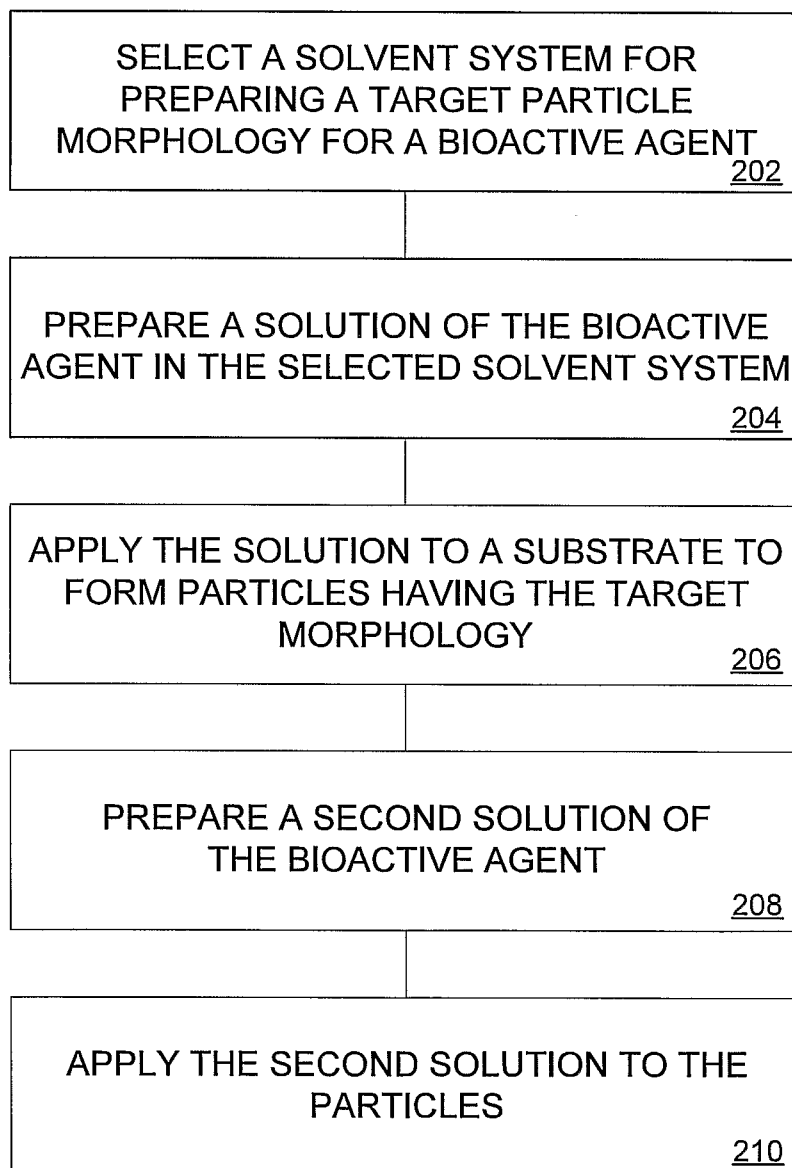 SELECT A SOLVENT SYSTEM FOR
PREPARING A TARGET PARTICLE
MORPHOLOGY FOR A BIOACTIVE AGENT
202
PREPARE A SOLUTION OF THE BIOACTIVE
AGENT IN THE SELECTED SOLVENT SYSTEM
204
APPLY THE SOLUTION TO A SUBSTRATE TO
FORM PARTICLES HAVING THE TARGET
MORPHOLOGY
206
PREPARE A SECOND SOLUTION OF
THE BIOACTIVE AGENT
208
APPLY THE SECOND SOLUTION TO THE
PARTICLES
210